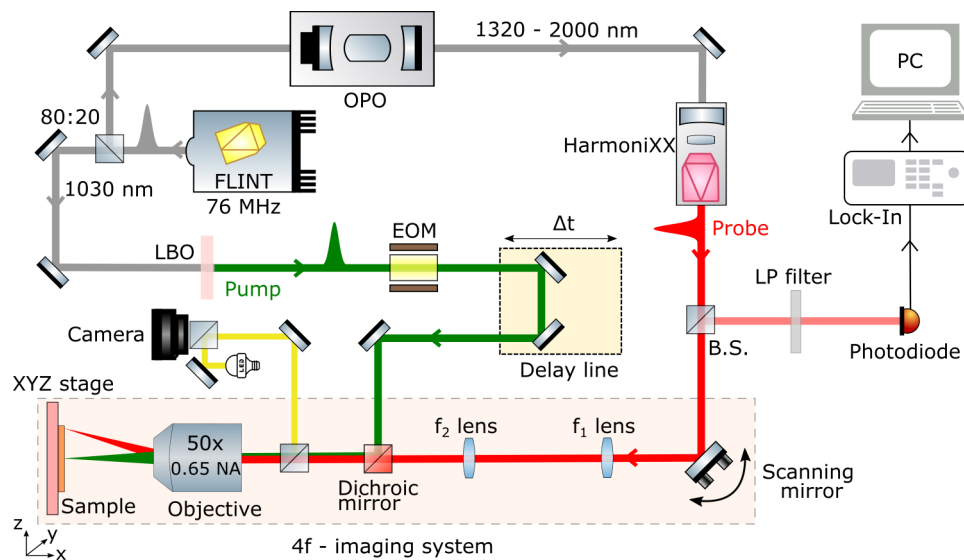 1320 - 2000 nm
PC
OPO
80:20
HarmoniXX
FLINT
76 MHz
1030 nm
Lock-In
Probe
EOM
Δt
LBO
Pump
LP filter
Camera
LED
B.S.
Photodiode
Delay line
XYZ stage
f2 lens
f1 lens
50x
0.65 NA
Scanning
mirror
Sample
Objective
Dichroic
mirror
z
y
x
4f - imaging system